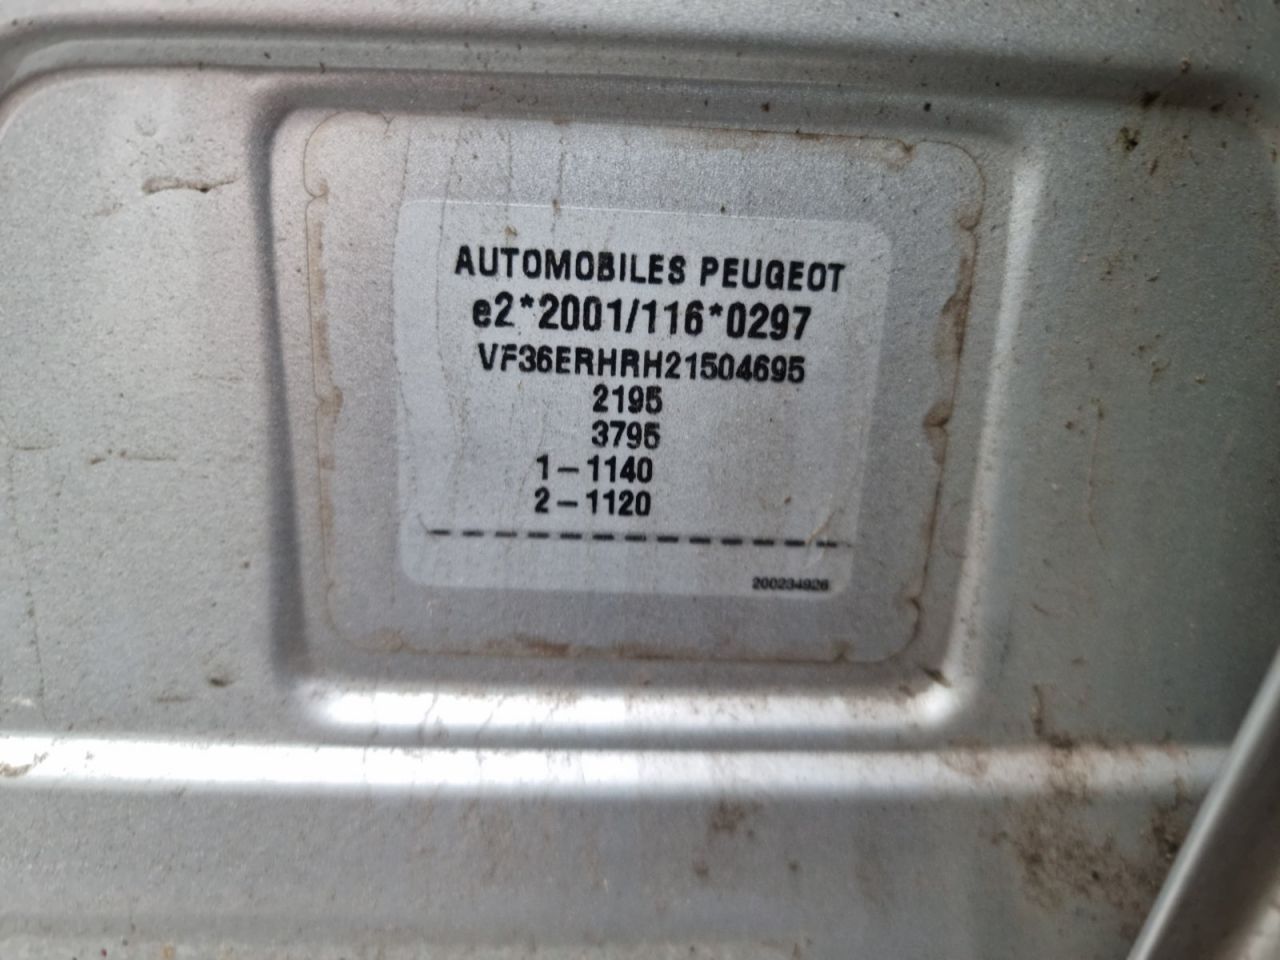 AUTOMOBILES PEUGEOT
e2*2001/116*0297
VF36ERHRH21504695
2195
3795
1-1140
2-1120
200234926